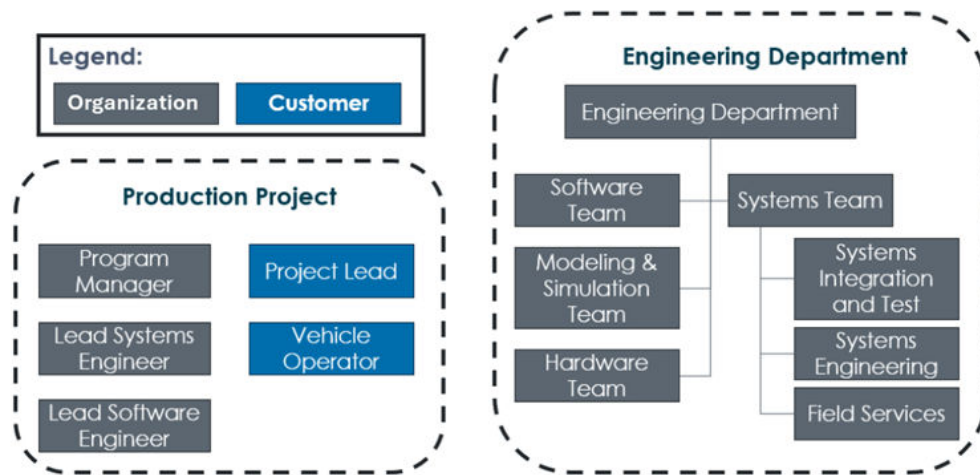 Legend:
Organization
Customer
Production Project
Program
Manager
Project Lead
Lead Systems
Engineer
Vehicle
Operator
Lead Software
Engineer
Engineering Department
Engineering Department
Software
Team
Systems Team
Modeling &
Simulation
Team
Systems
Integration
and Test
Hardware
Team
Systems
Engineering
Field Services